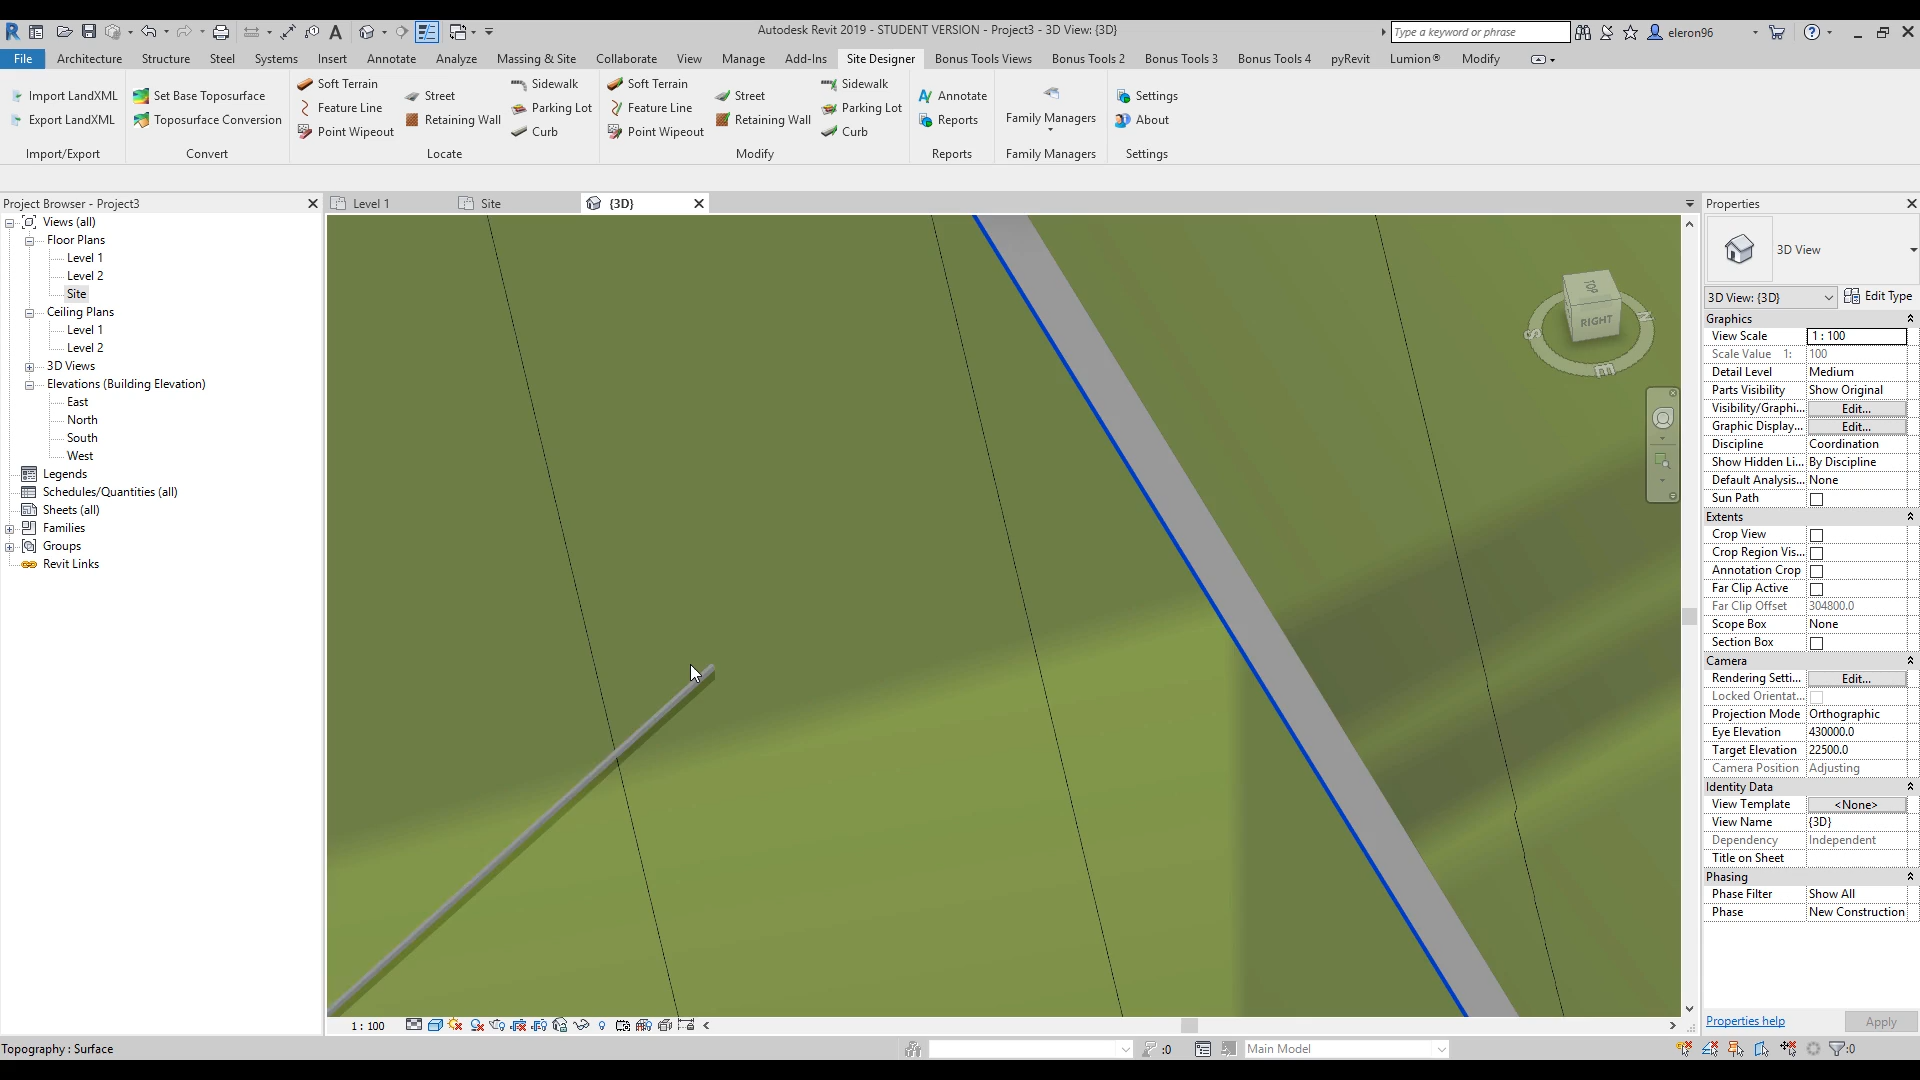 Autodesk Revit 2019 - STUDENT VERSION - Project3 - 3D View: {3D}
Type a keyword or phrase
eleron96
File Architecture Structure Steel Systems Insert Annotate Analyze Massing & Site Collaborate View Manage Add-Ins Site Designer Bonus Tools Views Bonus Tools 2 Bonus Tools 3 Bonus Tools 4 pyRevit Lumion® Modify
Import LandXML
Export LandXML
Import/Export
Set Base Toposurface
Toposurface Conversion
Convert
Soft Terrain
Feature Line
Point Wipeout
Street
Retaining Wall
Sidewalk
Parking Lot
Curb
Locate
Soft Terrain
Feature Line
Point Wipeout
Street
Retaining Wall
Sidewalk
Parking Lot
Curb
Modify
Annotate
Reports
Reports
Family Managers
Family Managers
Settings
About
Settings
Project Browser - Project3
Views (all)
Floor Plans
Level 1
Level 2
Site
Ceiling Plans
Level 1
Level 2
3D Views
Elevations (Building Elevation)
East
North
South
West
Legends
Schedules/Quantities (all)
Sheets (all)
Families
Groups
Revit Links
Level 1
Site
{3D}
TOP
RIGHT
S
N
E
Properties
3D View
3D View: {3D}
Edit Type
Graphics
View Scale 1 : 100
Scale Value 1: 100
Detail Level Medium
Parts Visibility Show Original
Visibility/Graphi... Edit...
Graphic Display... Edit...
Discipline Coordination
Show Hidden Li... By Discipline
Default Analysis... None
Sun Path
Extents
Crop View
Crop Region Vis...
Annotation Crop
Far Clip Active
Far Clip Offset 304800.0
Scope Box None
Section Box
Camera
Rendering Setti... Edit...
Locked Orientat...
Projection Mode Orthographic
Eye Elevation 430000.0
Target Elevation 22500.0
Camera Position Adjusting
Identity Data
View Template <None>
View Name {3D}
Dependency Independent
Title on Sheet
Phasing
Phase Filter Show All
Phase New Construction
Properties help
Apply
1 : 100
Topography : Surface
:0
Main Model
:0